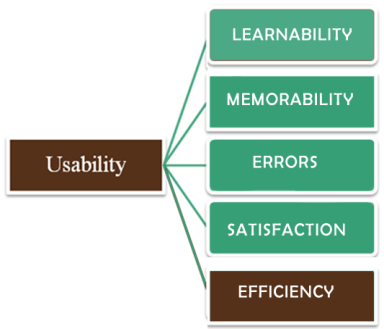 LEARNABILITY
MEMORABILITY
Usability
ERRORS
SATISFACTION
EFFICIENCY